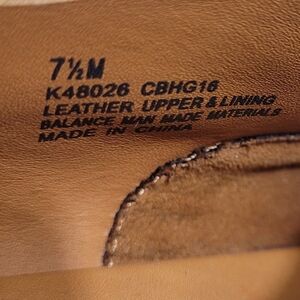 7½M
K48026 CBHG16
LEATHER UPPER & LINING
BALANCE MAN MADE MATERIALS
MADE IN CHINA